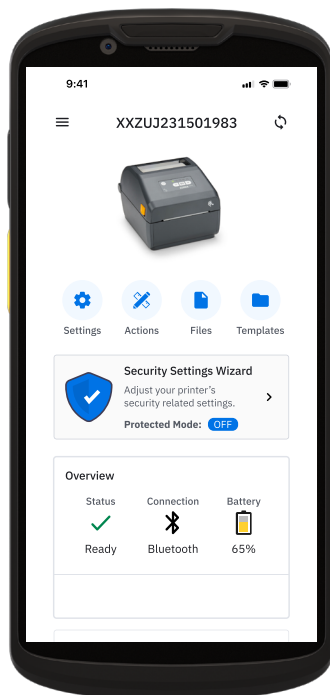 9:41
XXZUJ231501983
Settings Actions Files Templates
Security Settings Wizard
Adjust your printer's
security related settings.
Protected Mode: OFF
Overview
Status Connection Battery
Ready Bluetooth 65%